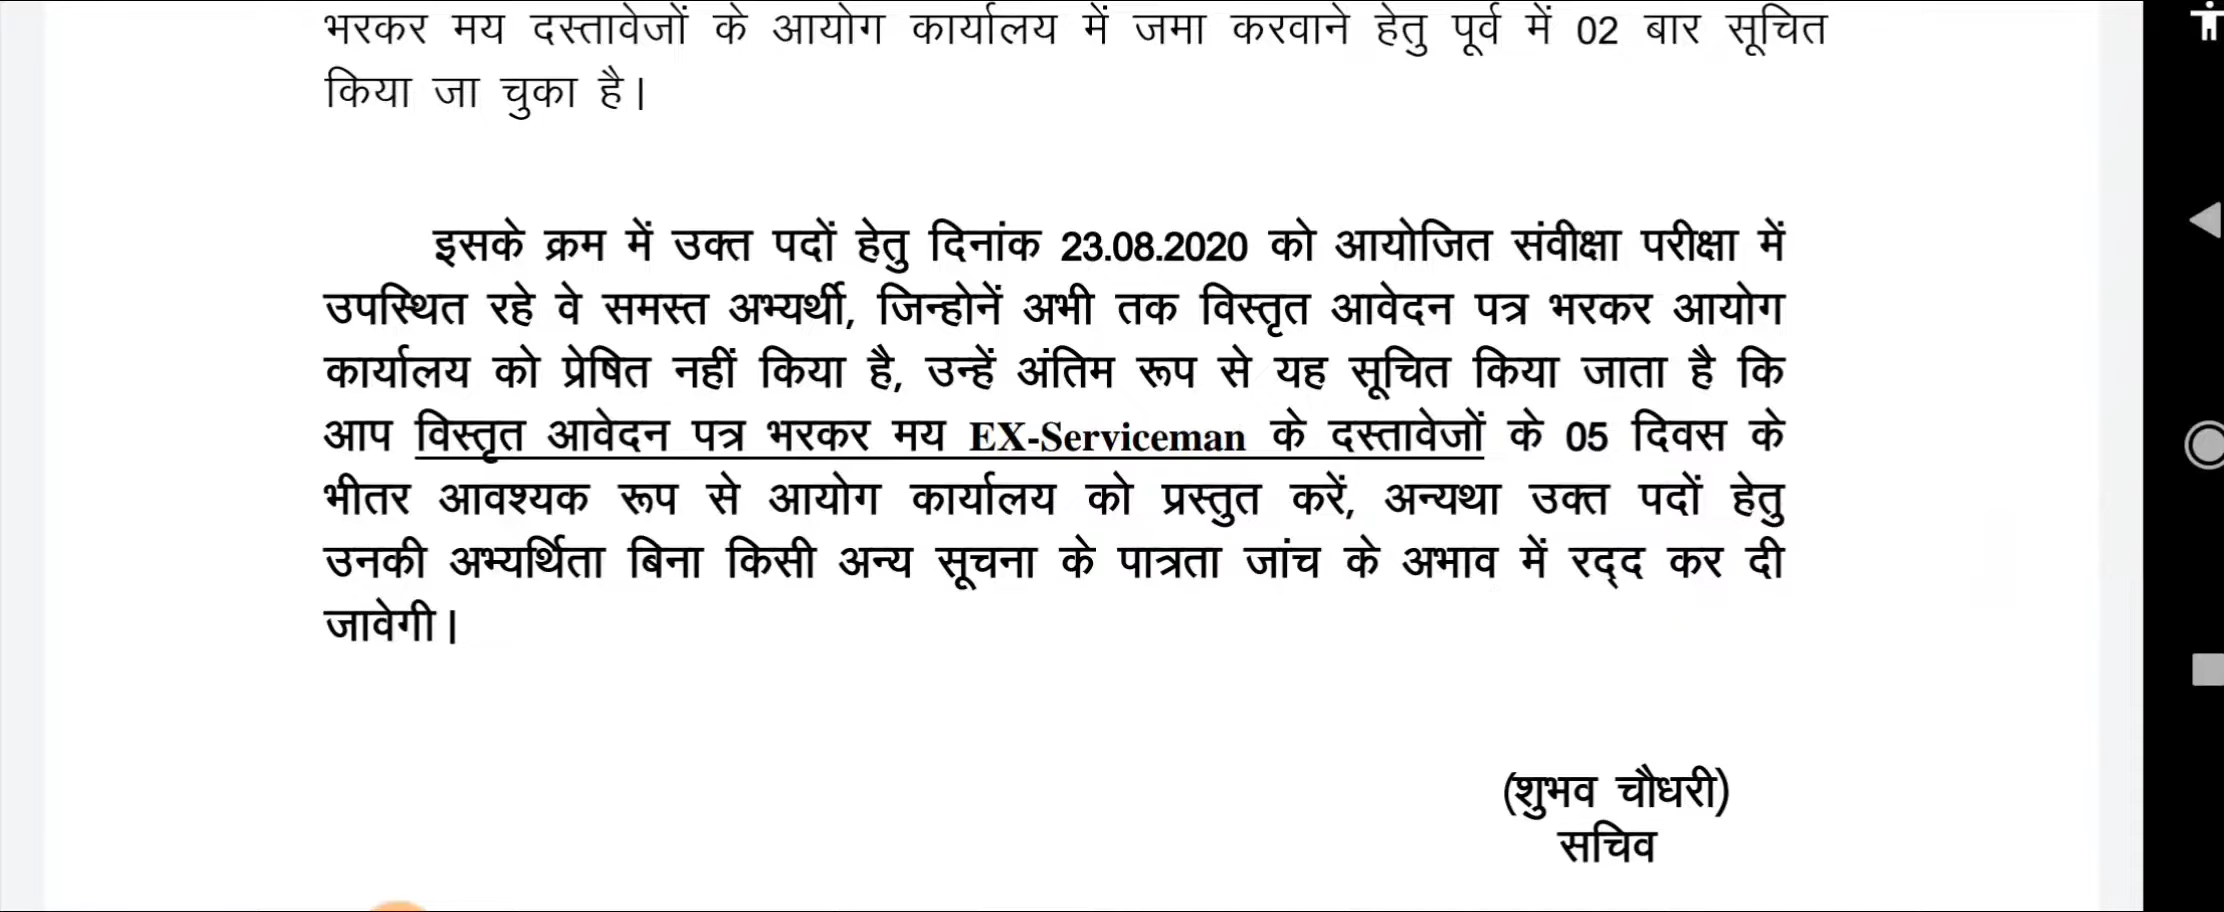 भरकर मय दस्तावेजों के आयोग कार्यालय में जमा करवाने हेतु पूर्व में 02 बार सूचित
किया जा चुका है।
इसके क्रम में उक्त पदों हेतु दिनांक 23.08.2020 को आयोजित संवीक्षा परीक्षा में
उपस्थित रहे वे समस्त अभ्यर्थी, जिन्होनें अभी तक विस्तृत आवेदन पत्र भरकर आयोग
कार्यालय को प्रेषित नहीं किया है, उन्हें अंतिम रूप से यह सूचित किया जाता है कि
आप विस्तृत आवेदन पत्र भरकर मय EX-Serviceman के दस्तावेजों के 05 दिवस के
भीतर आवश्यक रूप से आयोग कार्यालय को प्रस्तुत करें, अन्यथा उक्त पदों हेतु
उनकी अभ्यर्थिता बिना किसी अन्य सूचना के पात्रता जांच के अभाव में रद्द कर दी
जावेगी।
(शुभव चौधरी)
सचिव